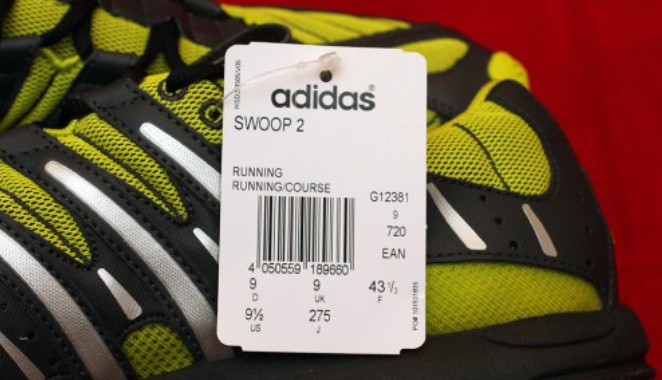 adidas®
SWOOP 2
RUNNING
RUNNING/COURSE
G12381
9
720
EAN
4 050559 189660
9 9 43 1/3
D UK F
9½ 275
US J